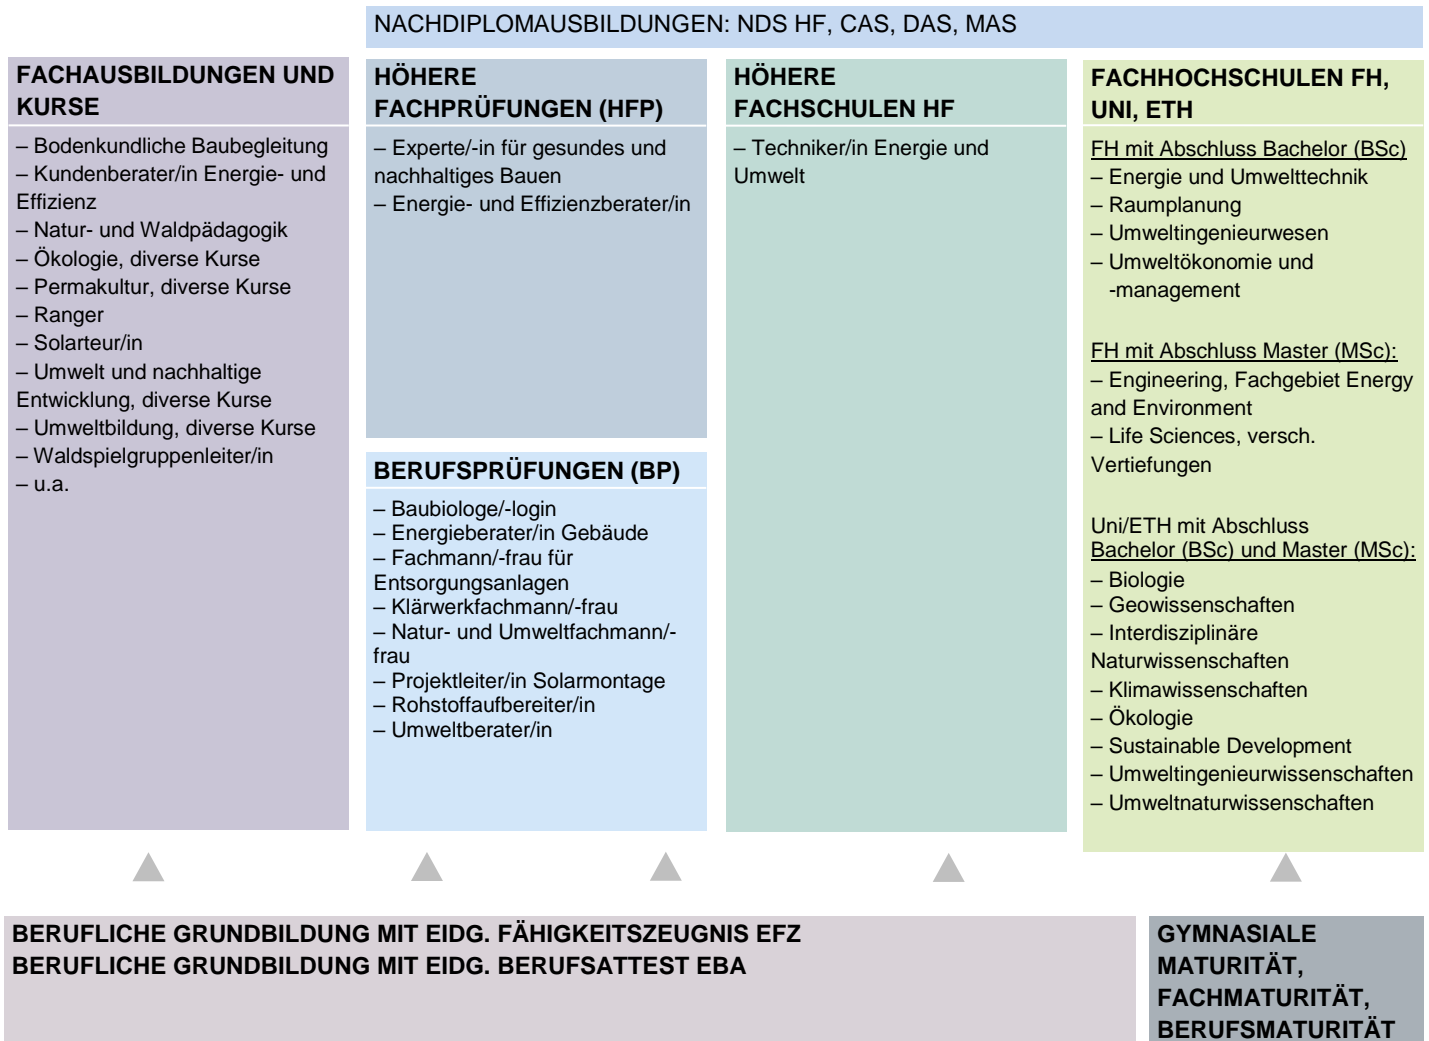 NACHDIPLOMAUSBILDUNGEN: NDS HF, CAS, DAS, MAS
FACHAUSBILDUNGEN UND
KURSE
– Bodenkundliche Baubegleitung
– Kundenberater/in Energie- und
Effizienz
– Natur- und Waldpädagogik
– Ökologie, diverse Kurse
– Permakultur, diverse Kurse
– Ranger
– Solarteur/in
– Umwelt und nachhaltige
Entwicklung, diverse Kurse
– Umweltbildung, diverse Kurse
– Waldspielgruppenleiter/in
– u.a.
HÖHERE
FACHPRÜFUNGEN (HFP)
– Experte/-in für gesundes und
nachhaltiges Bauen
– Energie- und Effizienzberater/in
BERUFSPRÜFUNGEN (BP)
– Baubiologe/-login
– Energieberater/in Gebäude
– Fachmann/-frau für
Entsorgungsanlagen
– Klärwerkfachmann/-frau
– Natur- und Umweltfachmann/-
frau
– Projektleiter/in Solarmontage
– Rohstoffaufbereiter/in
– Umweltberater/in
HÖHERE
FACHSCHULEN HF
– Techniker/in Energie und
Umwelt
FACHHOCHSCHULEN FH,
UNI, ETH
FH mit Abschluss Bachelor (BSc)
– Energie und Umwelttechnik
– Raumplanung
– Umweltingenieurwesen
– Umweltökonomie und
-management
FH mit Abschluss Master (MSc):
– Engineering, Fachgebiet Energy
and Environment
– Life Sciences, versch.
Vertiefungen
Uni/ETH mit Abschluss
Bachelor (BSc) und Master (MSc):
– Biologie
– Geowissenschaften
– Interdisziplinäre
Naturwissenschaften
– Klimawissenschaften
– Ökologie
– Sustainable Development
– Umweltingenieurwissenschaften
– Umweltnaturwissenschaften
BERUFLICHE GRUNDBILDUNG MIT EIDG. FÄHIGKEITSZEUGNIS EFZ
BERUFLICHE GRUNDBILDUNG MIT EIDG. BERUFSATTEST EBA
GYMNASIALE
MATURITÄT,
FACHMATURITÄT,
BERUFSMATURITÄT